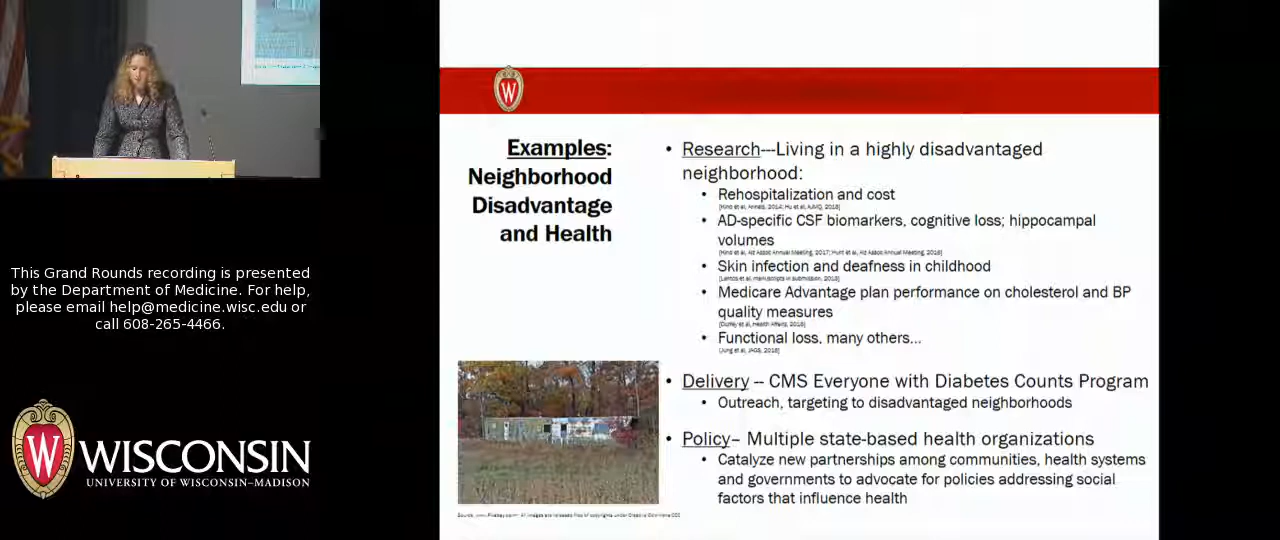 This Grand Rounds recording is presented
by the Department of Medicine. For help,
please email help@medicine.wisc.edu or
call 608-265-4466.
W
WISCONSIN
UNIVERSITY OF WISCONSIN–MADISON
W
Examples:
Neighborhood
Disadvantage
and Health
• Research---Living in a highly disadvantaged
neighborhood:
• Rehospitalization and cost
• AD-specific CSF biomarkers, cognitive loss; hippocampal
volumes
• Skin infection and deafness in childhood
• Medicare Advantage plan performance on cholesterol and BP
quality measures
• Functional loss, many others...
• Delivery -- CMS Everyone with Diabetes Counts Program
• Outreach, targeting to disadvantaged neighborhoods
• Policy– Multiple state-based health organizations
• Catalyze new partnerships among communities, health systems
and governments to advocate for policies addressing social
factors that influence health